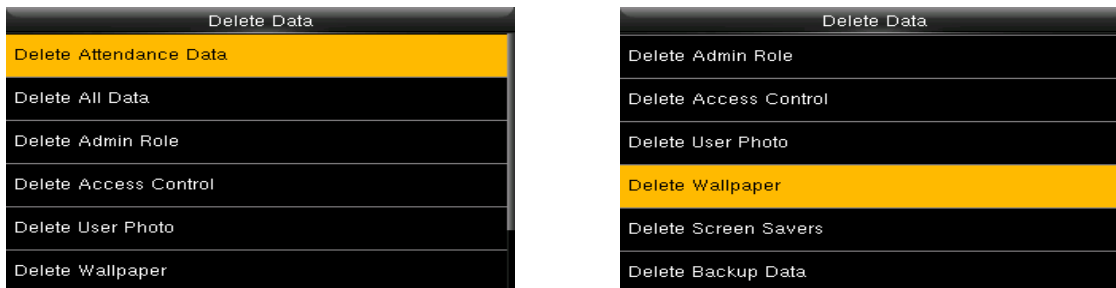 Delete Data
Delete Attendance Data
Delete All Data
Delete Admin Role
Delete Access Control
Delete User Photo
Delete Wallpaper
Delete Data
Delete Admin Role
Delete Access Control
Delete User Photo
Delete Wallpaper
Delete Screen Savers
Delete Backup Data